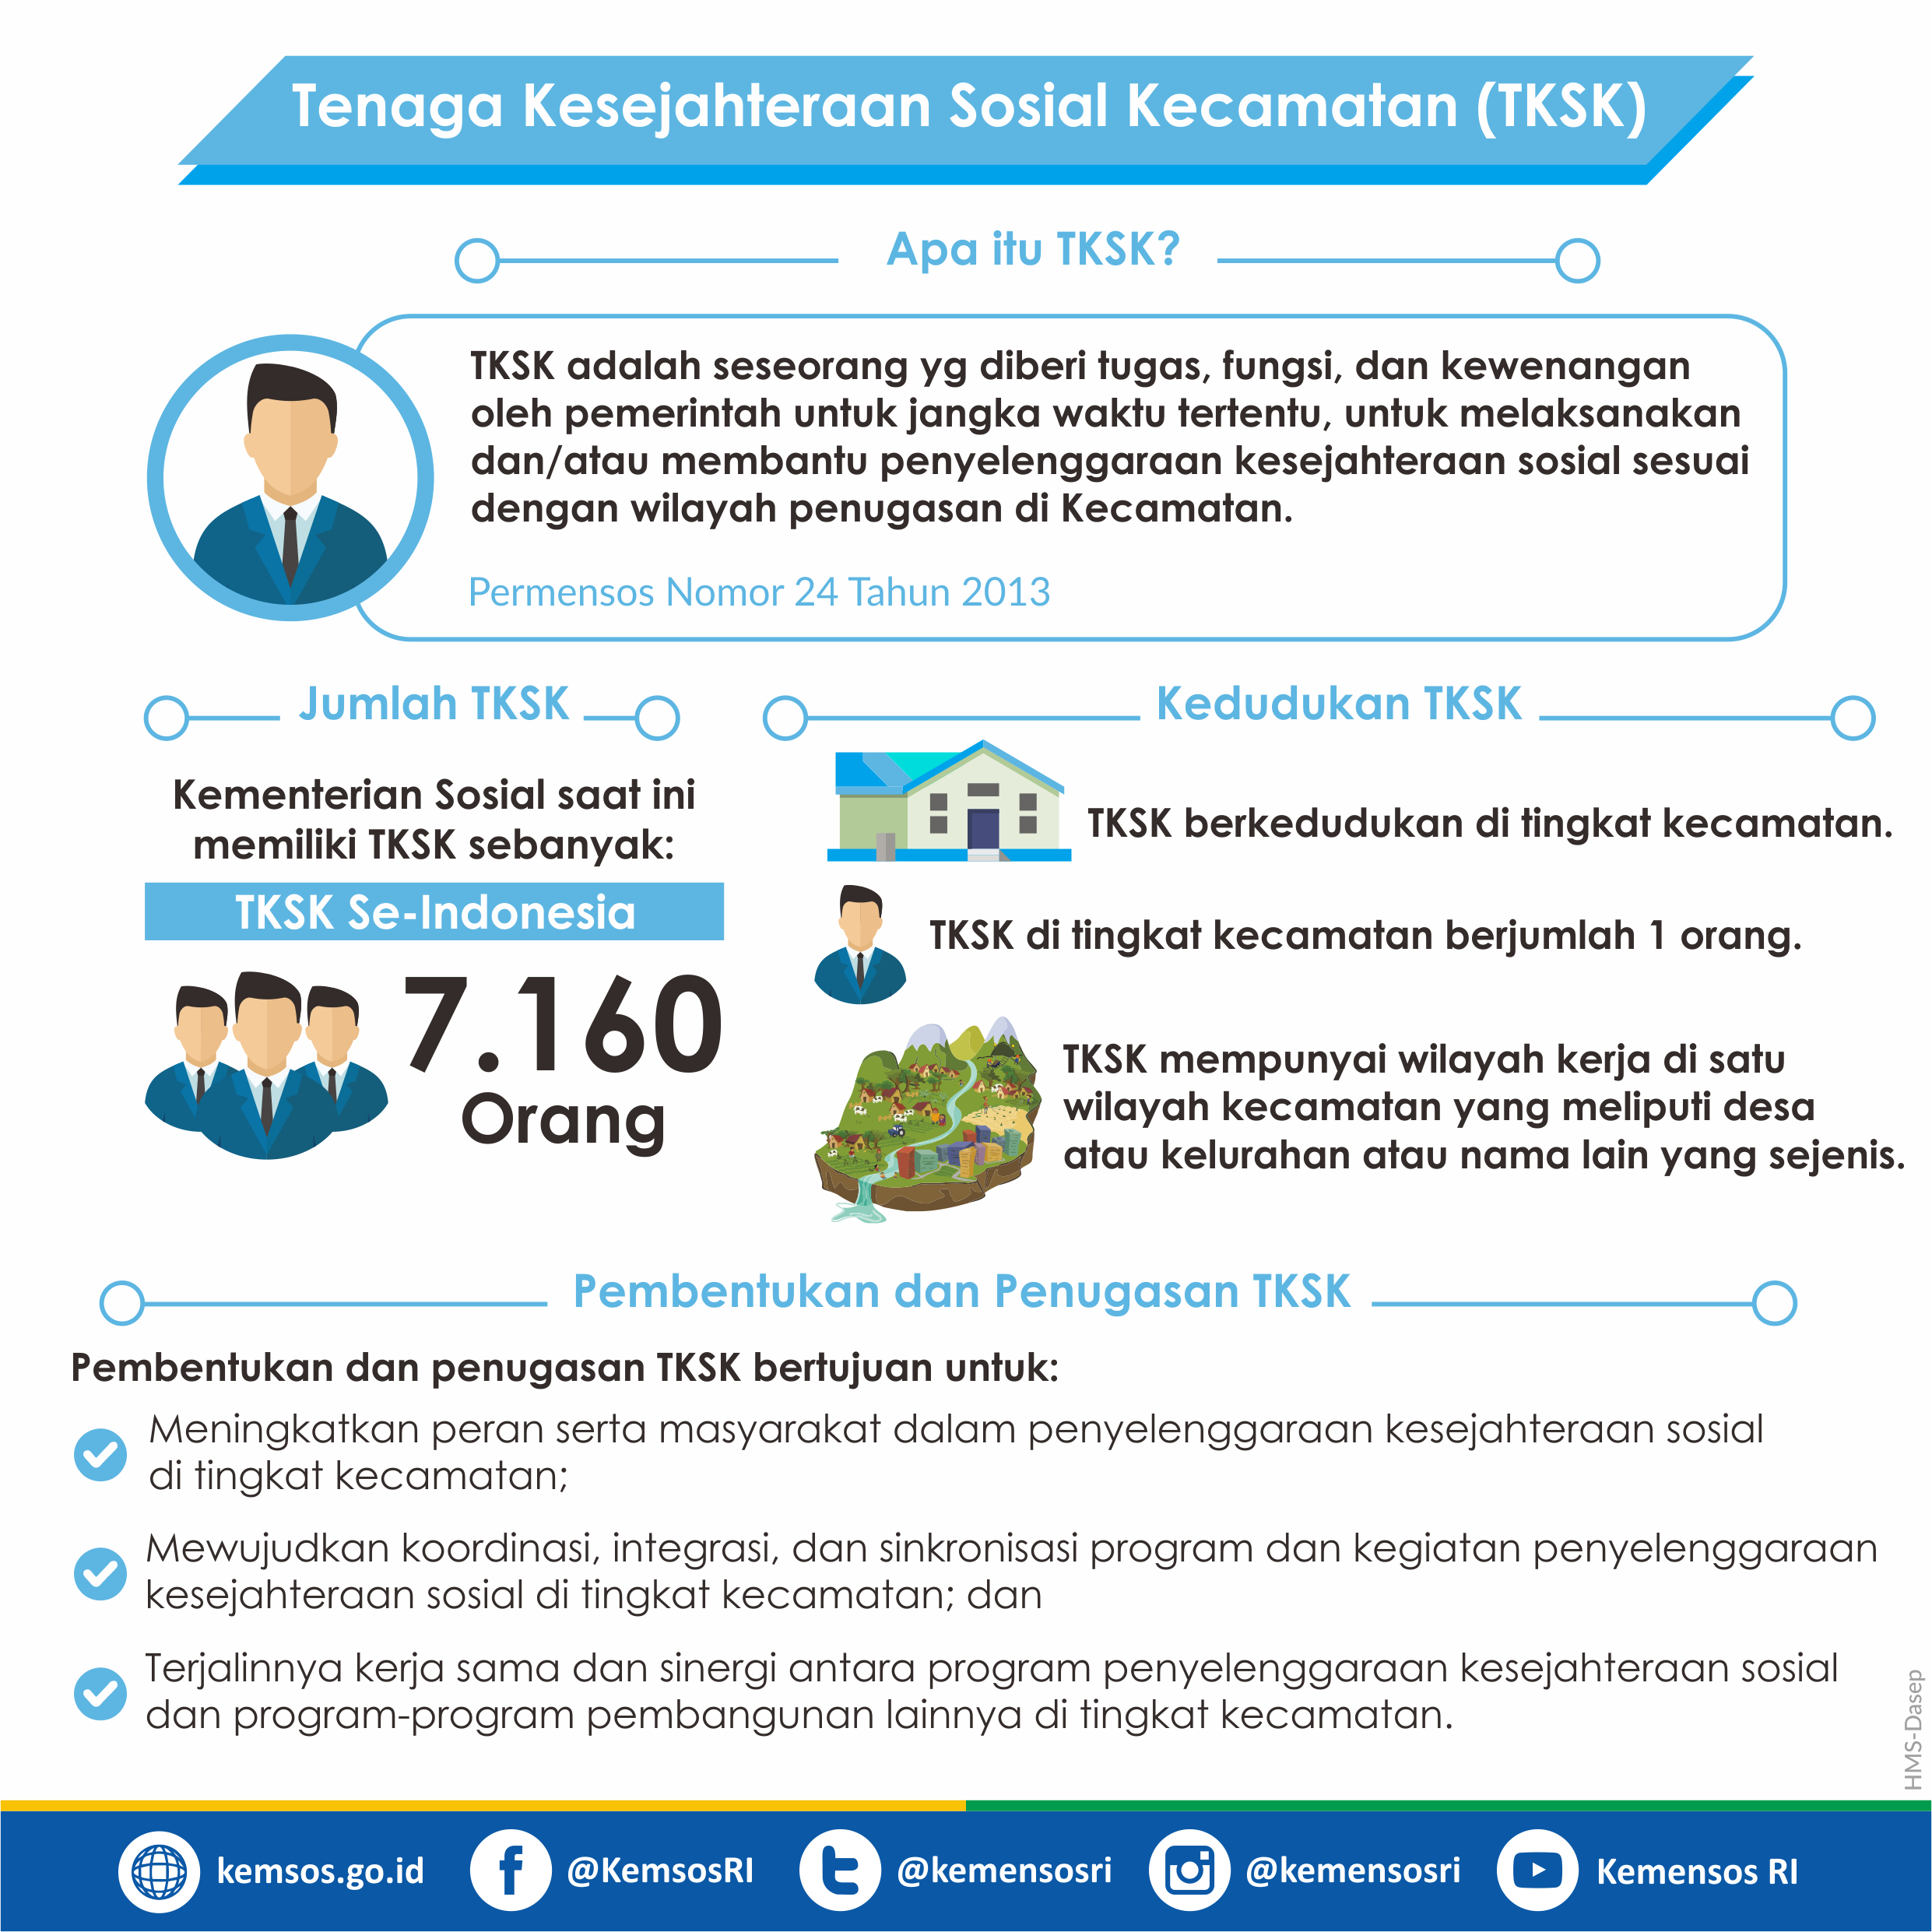 Tenaga Kesejahteraan Sosial Kecamatan (TKSK)
Apa itu TKSK?
TKSK adalah seseorang yg diberi tugas, fungsi, dan kewenangan
oleh pemerintah untuk jangka waktu tertentu, untuk melaksanakan
dan/atau membantu penyelenggaraan kesejahteraan sosial sesuai
dengan wilayah penugasan di Kecamatan.
Permensos Nomor 24 Tahun 2013
Jumlah TKSK
Kementerian Sosial saat ini
memiliki TKSK sebanyak:
TKSK Se-Indonesia
7.160
Orang
Kedudukan TKSK
TKSK berkedudukan di tingkat kecamatan.
TKSK di tingkat kecamatan berjumlah 1 orang.
TKSK mempunyai wilayah kerja di satu
wilayah kecamatan yang meliputi desa
atau kelurahan atau nama lain yang sejenis.
Pembentukan dan Penugasan TKSK
Pembentukan dan penugasan TKSK bertujuan untuk:
Meningkatkan peran serta masyarakat dalam penyelenggaraan kesejahteraan sosial
di tingkat kecamatan;
Mewujudkan koordinasi, integrasi, dan sinkronisasi program dan kegiatan penyelenggaraan
kesejahteraan sosial di tingkat kecamatan; dan
Terjalinnya kerja sama dan sinergi antara program penyelenggaraan kesejahteraan sosial
dan program-program pembangunan lainnya di tingkat kecamatan.
HMS-Dasep
kemsos.go.id
@KemsosRI
@kemensosri
@kemensosri
Kemensos RI